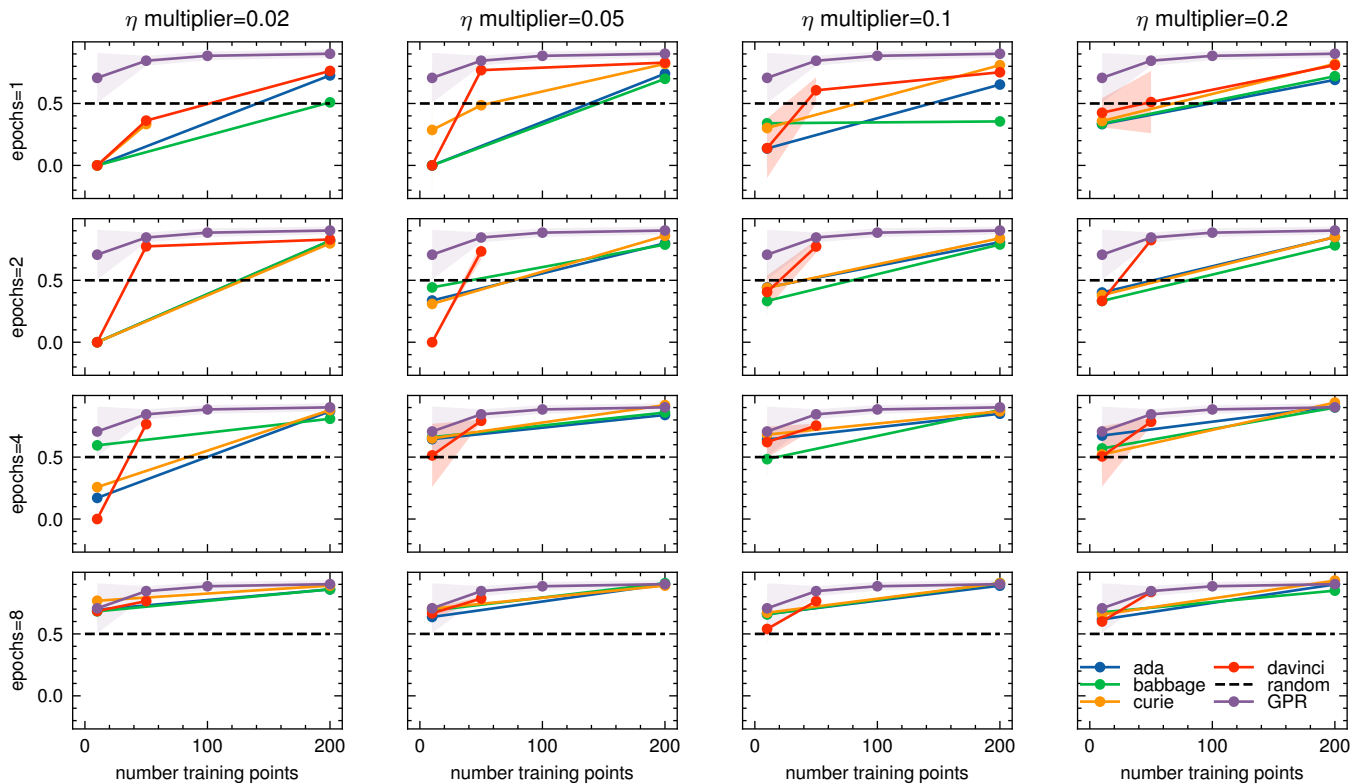 η multiplier=0.02
η multiplier=0.05
η multiplier=0.1
η multiplier=0.2
epochs=1
0.5
0.0
epochs=2
0.5
0.0
epochs=4
0.5
0.0
epochs=8
0.5
0.0
ada
babbage
curie
davinci
random
GPR
0 100 200
0 100 200
0 100 200
0 100 200
number training points
number training points
number training points
number training points